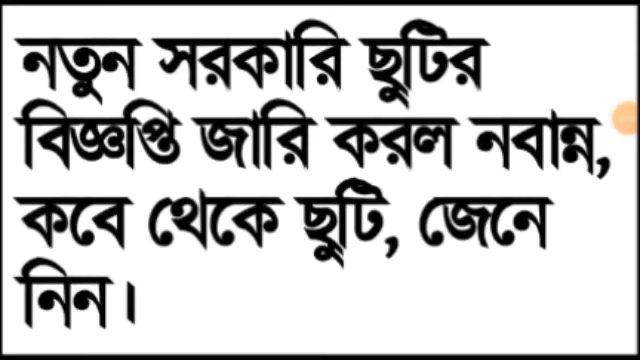 নতুন সরকারি ছুটির
বিজ্ঞপ্তি জারি করল নবান্ন,
কবে থেকে ছুটি, জেনে
নিন।